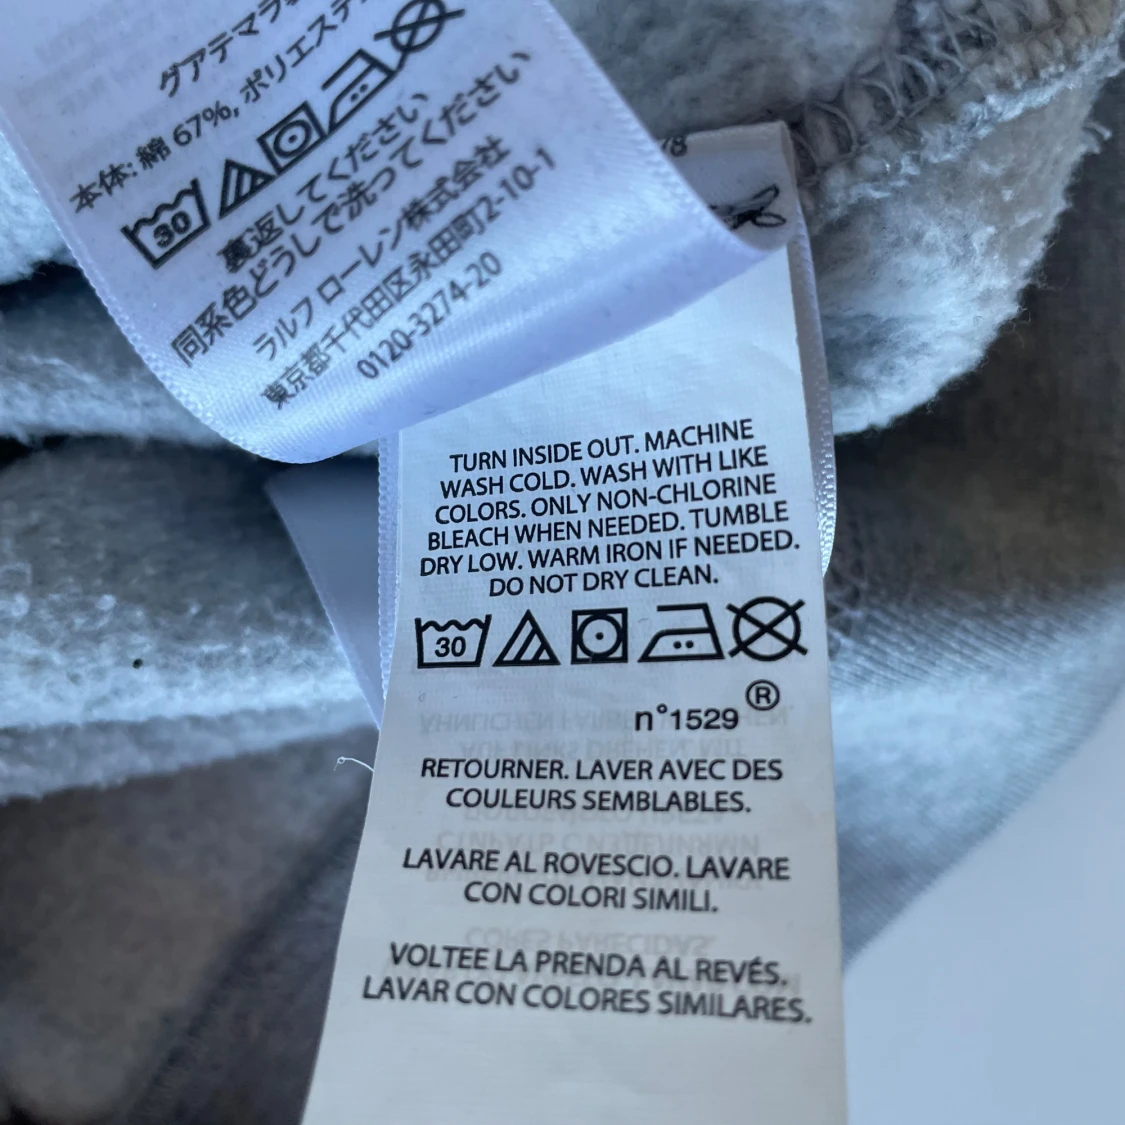 グアテマラ
本体: 綿 67%, ポリエステ
30
裏返してください
同系色どうしで洗ってください
ラルフ ローレン株式会社
東京都千代田区永田町2-10-1
0120-3274-20
78
TURN INSIDE OUT. MACHINE
WASH COLD. WASH WITH LIKE
COLORS. ONLY NON-CHLORINE
BLEACH WHEN NEEDED. TUMBLE
DRY LOW. WARM IRON IF NEEDED.
DO NOT DRY CLEAN.
30
n°1529®
RETOURNER. LAVER AVEC DES
COULEURS SEMBLABLES.
LAVARE AL ROVESCIO. LAVARE
CON COLORI SIMILI.
VOLTEE LA PRENDA AL REVÉS.
LAVAR CON COLORES SIMILARES.